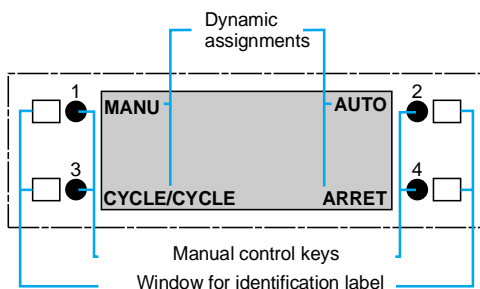 Dynamic
assignments
1
2
MANU
AUTO
3
4
CYCLE/CYCLE
ARRET
Manual control keys
Window for identification label